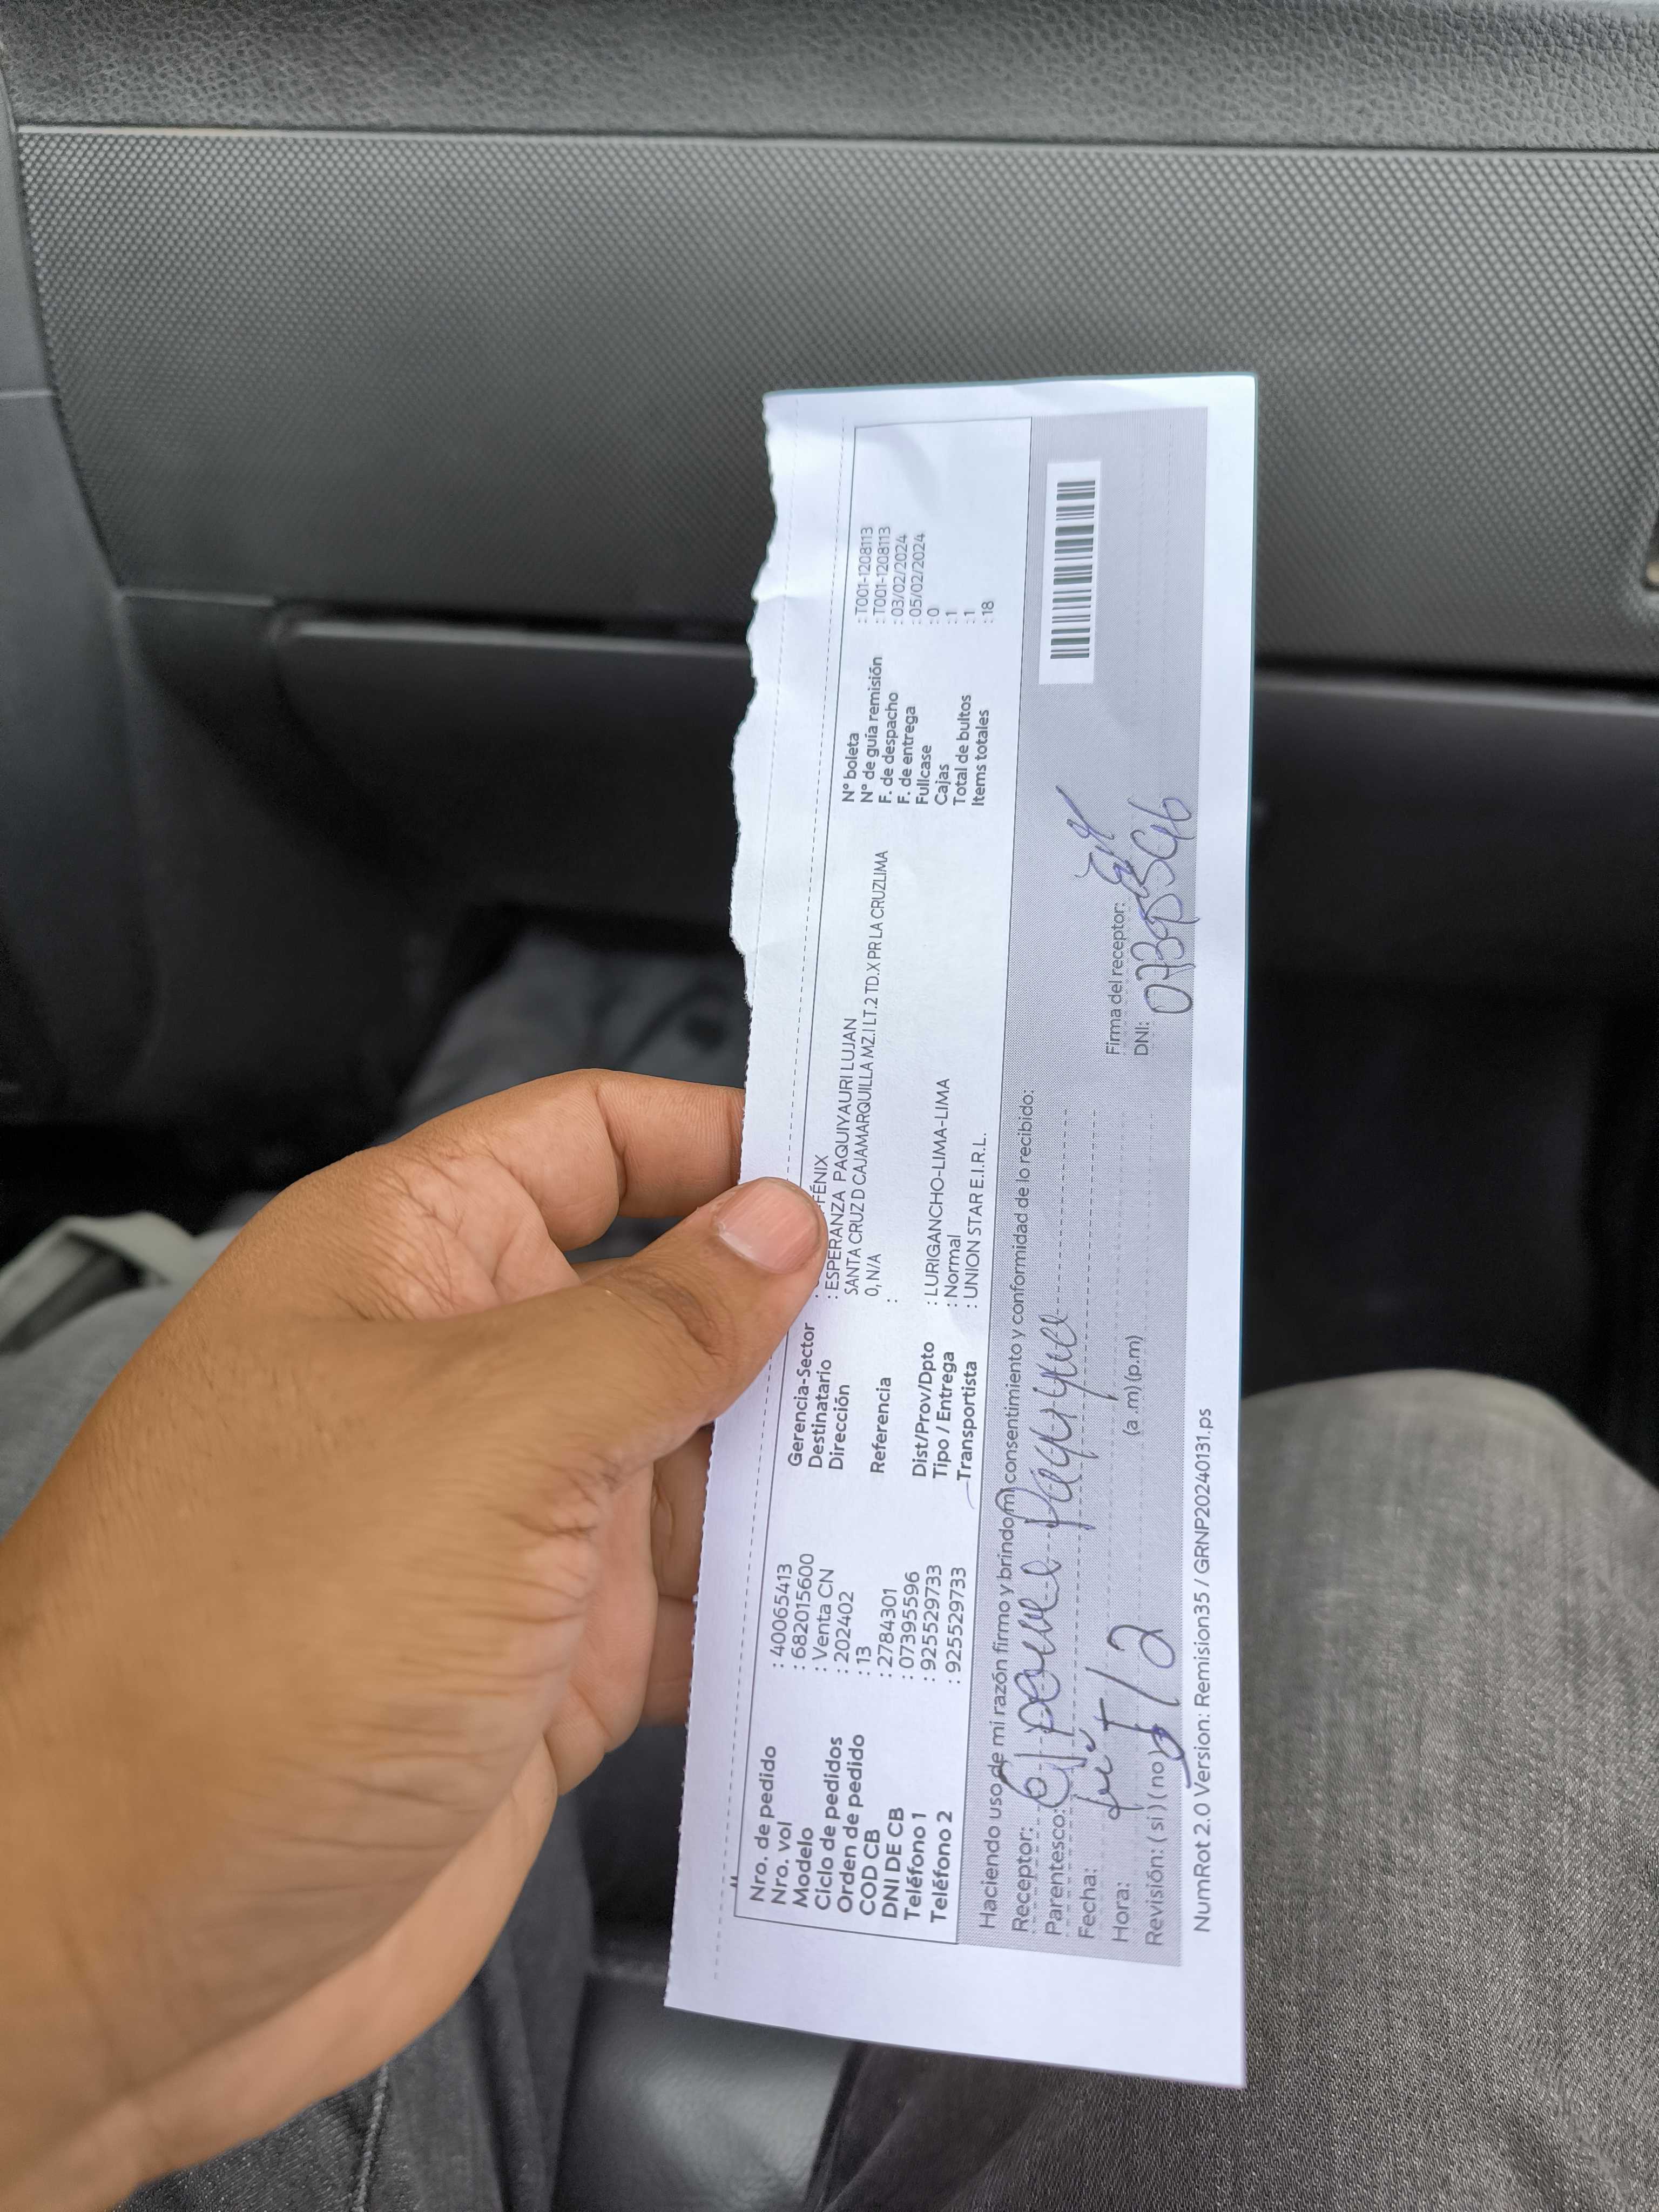 Nro. de pedido : 40065413
Nro. vol : 682015600
Modelo : Venta CN
Ciclo de pedidos : 202402
Orden de pedido : 13
COD CB : 2784301
DNI DE CB : 07395596
Teléfono 1 : 925529733
Teléfono 2 : 925529733
Gerencia-Sector : FÉNIX
Destinatario : ESPERANZA PAQUIYAURI LUJAN
Dirección SANTA CRUZ D CAJAMARQUILLA MZ.I LT.2 TD.X PR LA CRUZLIMA
0, N/A
Referencia :
Dist/Prov/Dpto : LURIGANCHO-LIMA-LIMA
Tipo / Entrega : Normal
Transportista : UNION STAR E.I.R.L.
N° boleta : T001-1208113
N° de guía remisión : T001-1208113
F. de despacho : 03/02/2024
F. de entrega : 05/02/2024
Fullcase : 0
Cajas : 1
Total de bultos : 1
Items totales : 18
Haciendo uso de mi razón firmo y brindo mi consentimiento y conformidad de lo recibido:
Receptor:
Parentesco:
Fecha:
Hora: (a .m) (p.m)
Revisión: ( si ) ( no )
Firma del receptor:
DNI:
NumRot 2.0 Version: Remision35 / GRNP20240131.ps